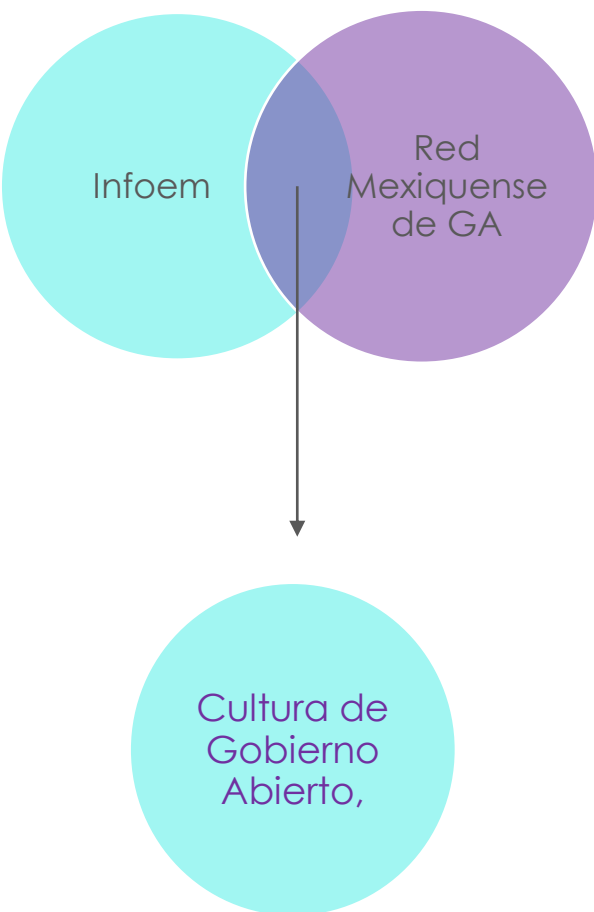 Infoem
Red
Mexiquense
de GA
Cultura de
Gobierno
Abierto,